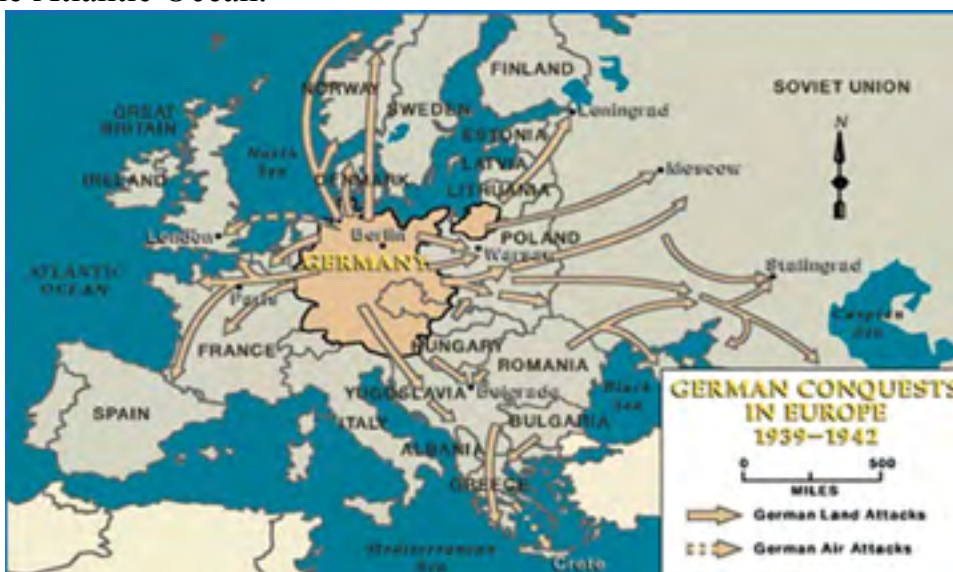 he Atlantic Ocean.
FINLAND
SOVIET UNION
NORWAY
SWEDEN
GREAT
BRITAIN
Leningrad
N
North
Sea
ESTONIA
LATVIA
IRELAND
DENMARK
Moscow
LITHUANIA
London
Berlin
POLAND
Warsaw
GERMANY
ATLANTIC
OCEAN
Stalingrad
Paris
Caspian
Sea
FRANCE
HUNGARY
ROMANIA
YUGOSLAVIA
Belgrade
Black
Sea
SPAIN
ITALY
BULGARIA
ALBANIA
GREECE
Mediterranean
Sea
Crete
GERMAN CONQUESTS
IN EUROPE
1939–1942
0 500
MILES
German Land Attacks
German Air Attacks